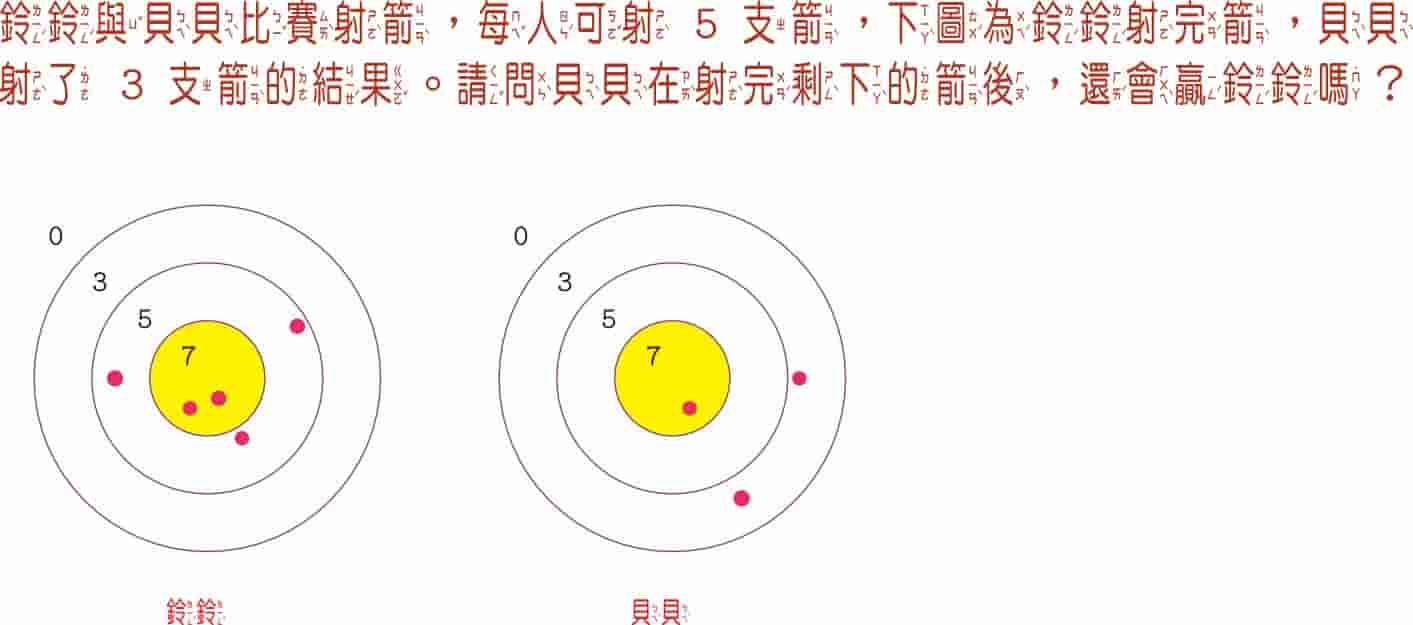 鈴鈴與貝貝比賽射箭，每人可射 5 支箭，下圖為鈴鈴射完箭，貝貝
射了 3 支箭的結果。請問貝貝在射完剩下的箭後，還會贏鈴鈴嗎？
0 0
3 3
5 5
7 7
鈴鈴 貝貝